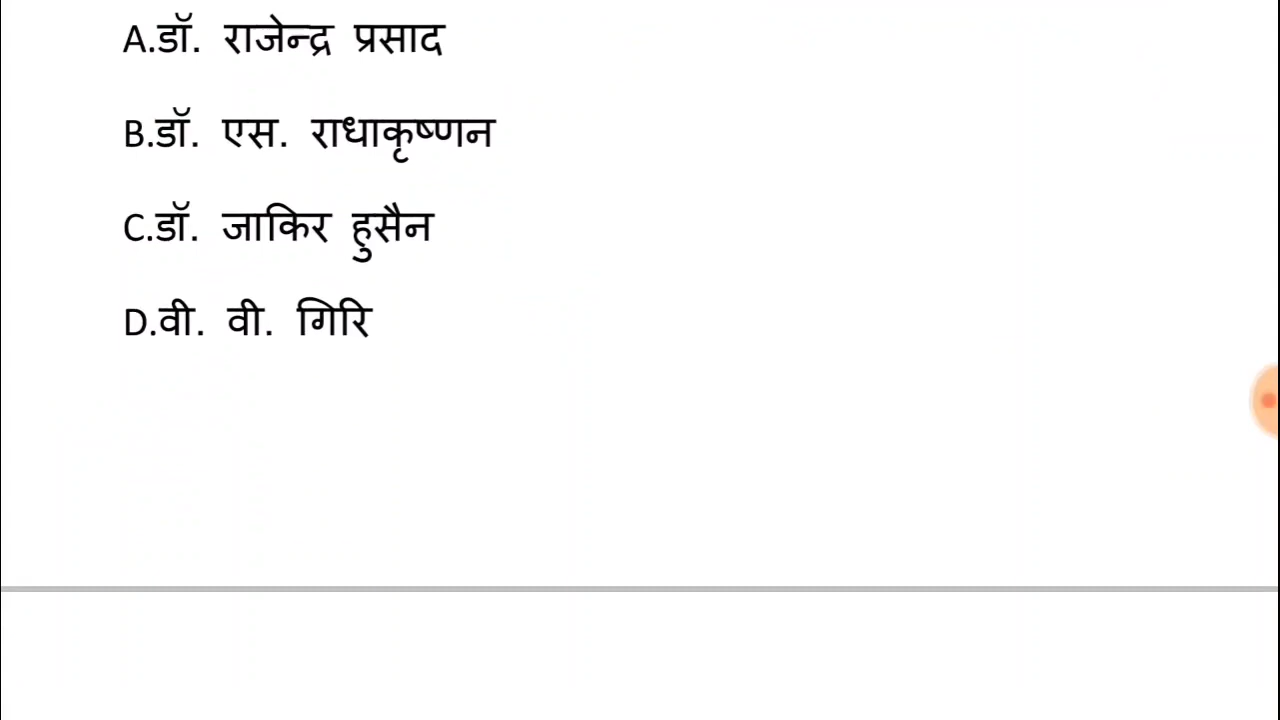 A.डॉ. राजेन्द्र प्रसाद
B.डॉ. एस. राधाकृष्णन
C.डॉ. जाकिर हुसैन
D.वी. वी. गिरि